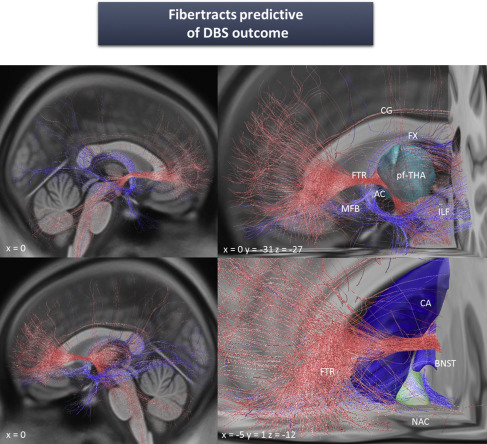 Fibertracts predictive
of DBS outcome
CG
FX
FTR
pf-THA
AC
MFB
ILF
x = 0
x = 0 y = -31 z = -27
CA
BNST
FTR
NAC
x = 0
x = -5 y = 1 z = -12